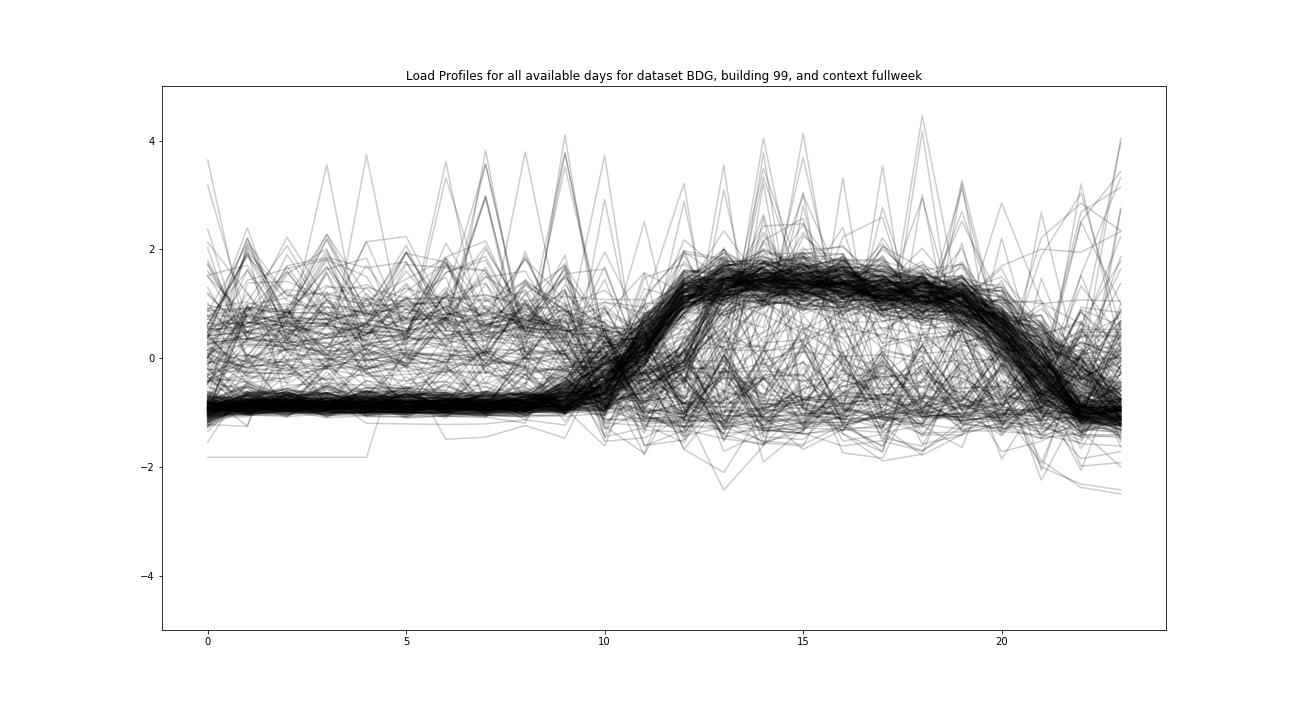 Load Profiles for all available days for dataset BDG, building 99, and context fullweek
4
2
0
−2
−4
0 5 10 15 20